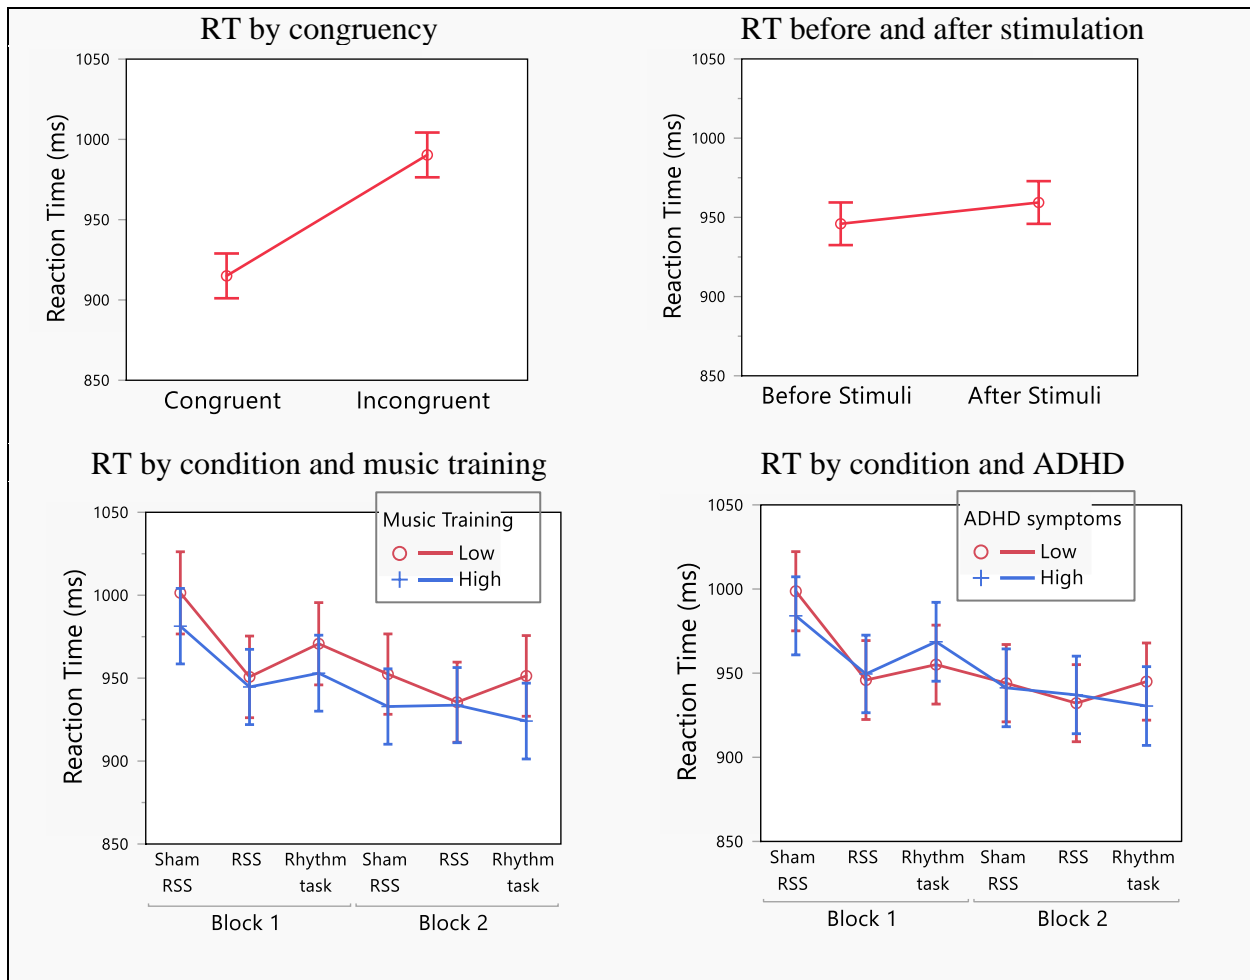 RT by congruency
1050
1000
950
900
850
Reaction Time (ms)
Congruent
Incongruent
RT before and after stimulation
1050
1000
950
900
850
Reaction Time (ms)
Before Stimuli
After Stimuli
RT by condition and music training
Music Training
Low
High
1050
1000
950
900
850
Reaction Time (ms)
Sham RSS Rhythm Sham RSS Rhythm
RSS task RSS task
Block 1 Block 2
RT by condition and ADHD
ADHD symptoms
Low
High
1050
1000
950
900
850
Reaction Time (ms)
Sham RSS Rhythm Sham RSS Rhythm
RSS task RSS task
Block 1 Block 2